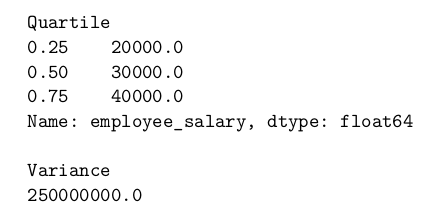 Quartile
0.25    20000.0
0.50    30000.0
0.75    40000.0
Name: employee_salary, dtype: float64

Variance
250000000.0